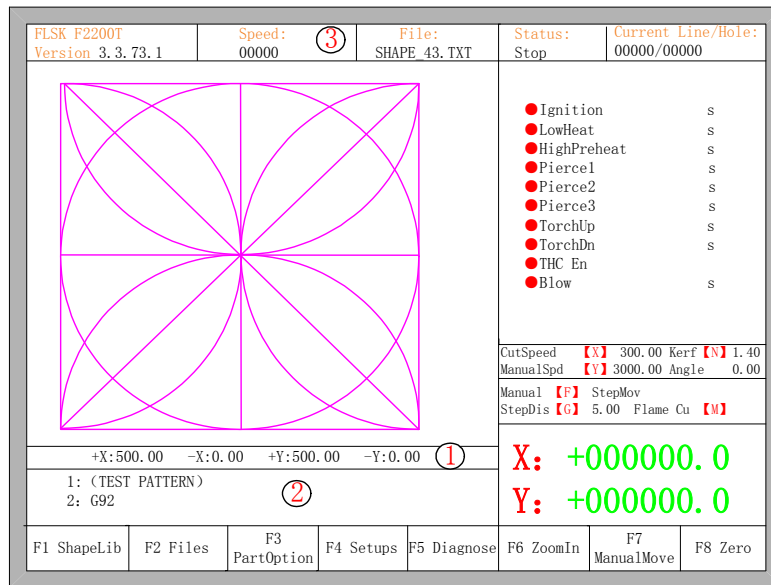 FLSK F2200T
Version 3.3.73.1
Speed:
00000
③
File:
SHAPE_43.TXT
Status:
Stop
Current Line/Hole:
00000/00000
Ignition s
LowHeat s
HighPreheat s
Pierce1 s
Pierce2 s
Pierce3 s
TorchUp s
TorchDn s
THC En
Blow s
CutSpeed 【X】 300.00 Kerf【N】1.40
ManualSpd 【Y】3000.00 Angle 0.00
Manual 【F】 StepMov
StepDis【G】 5.00 Flame Cu 【M】
+X:500.00 -X:0.00 +Y:500.00 -Y:0.00 ①
1: (TEST PATTERN)
2: G92
②
X: +000000.0
Y: +000000.0
F1 ShapeLib
F2 Files
F3
PartOption
F4 Setups
F5 Diagnose
F6 ZoomIn
F7
ManualMove
F8 Zero